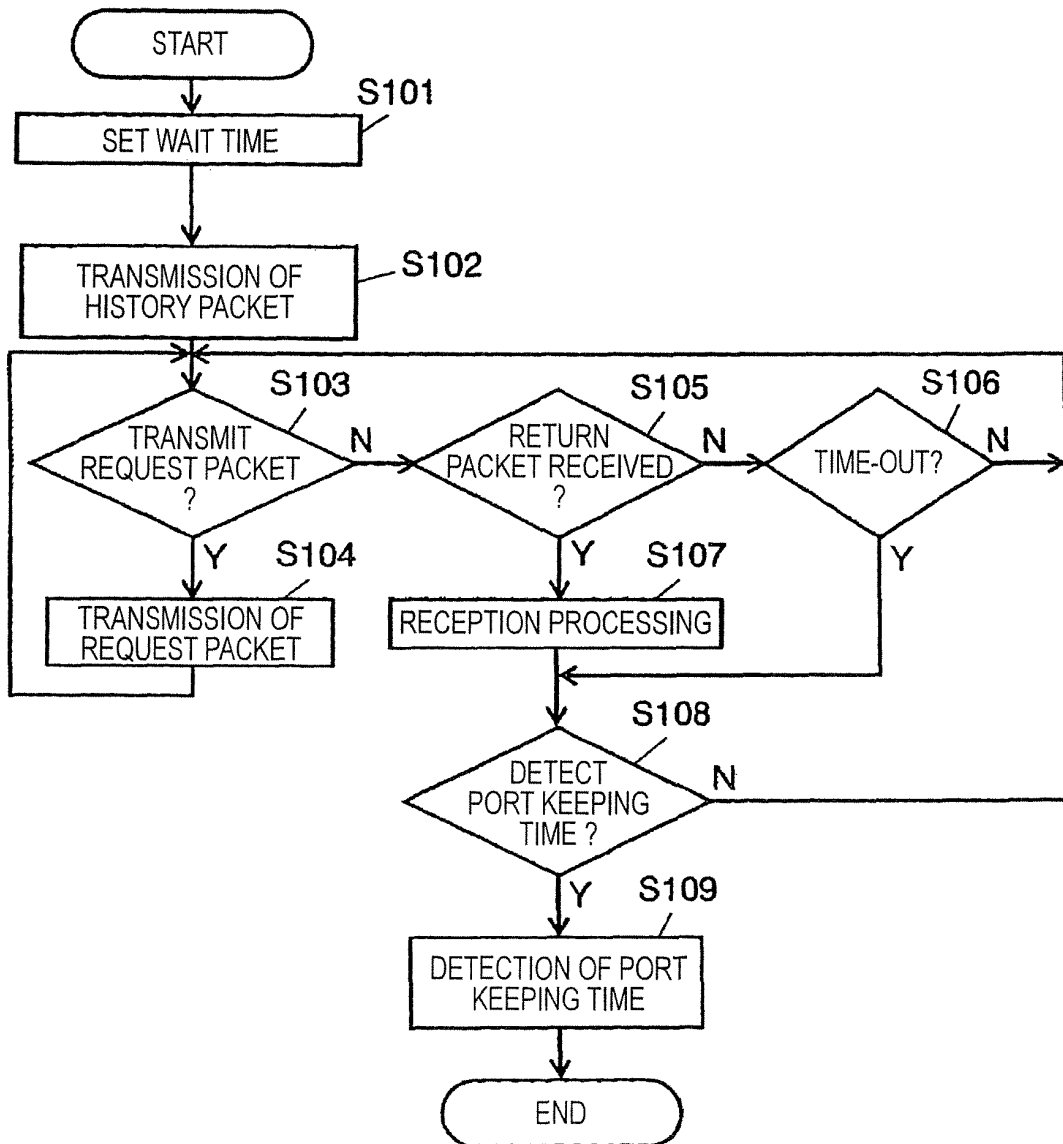 START
S101
SET WAIT TIME
S102
TRANSMISSION OF
HISTORY PACKET
S103
TRANSMIT
REQUEST PACKET
?
N
Y
S105
RETURN
PACKET RECEIVED
?
N
Y
S106
TIME-OUT?
N
Y
S104
TRANSMISSION OF
REQUEST PACKET
S107
RECEPTION PROCESSING
S108
DETECT
PORT KEEPING
TIME ?
N
Y
S109
DETECTION OF PORT
KEEPING TIME
END